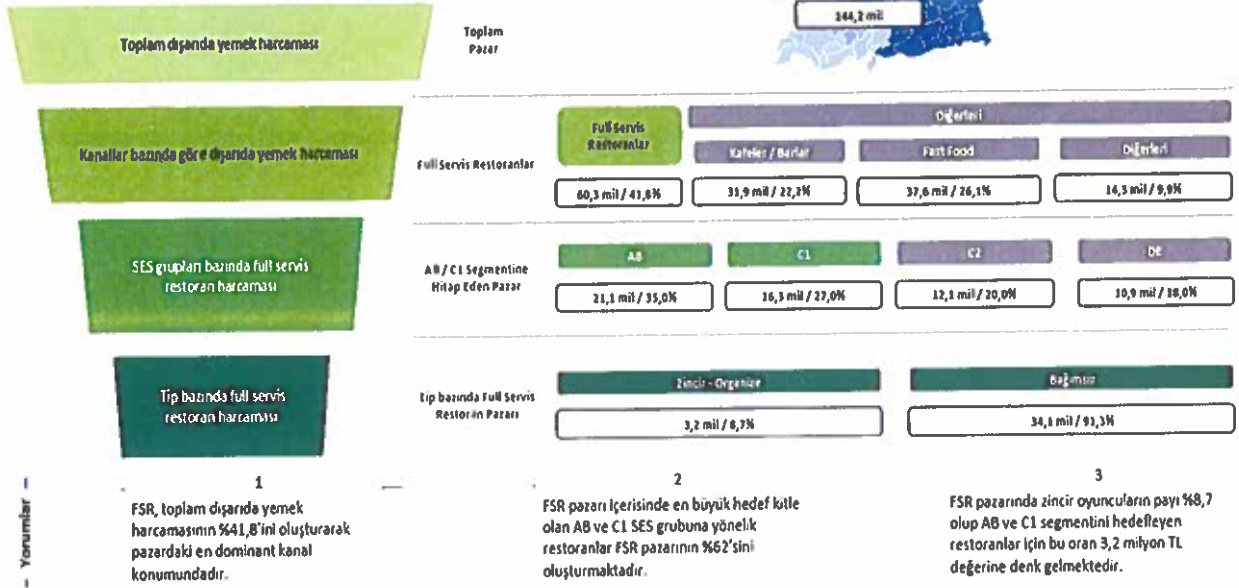 144,2 mil
Toplam dışarıda yemek harcaması
Toplam
Pazar
Kanallar bazında göre dışarıda yemek harcaması
Full Servis Restoranlar
Full Servis
Restoranlar
Diğerleri
Kafeler / Barlar
Fast Food
Diğerleri
60,3 mil / 41,8%
31,9 mil / 22,2%
37,6 mil / 26,1%
14,3 mil / 9,9%
SES grupları bazında full servis
restoran harcaması
AB / C1 Segmentine
Hitap Eden Pazar
AB
C1
C2
DE
21,1 mil / 35,0%
16,3 mil / 27,0%
12,1 mil / 20,0%
10,9 mil / 18,0%
Tip bazında full servis
restoran harcaması
Tip bazında Full Servis
Restoran Pazarı
Zincir - Organize
Bağımsız
3,2 mil / 8,7%
34,1 mil / 91,3%
– Yorumlar –
1
FSR, toplam dışarıda yemek
harcamasının %41,8'ini oluşturarak
pazardaki en dominant kanal
konumundadır.
2
FSR pazarı içerisinde en büyük hedef kitle
olan AB ve C1 SES grubuna yönelik
restoranlar FSR pazarının %62'sini
oluşturmaktadır.
3
FSR pazarında zincir oyuncuların payı %8,7
olup AB ve C1 segmentini hedefleyen
restoranlar için bu oran 3,2 milyon TL
değerine denk gelmektedir.